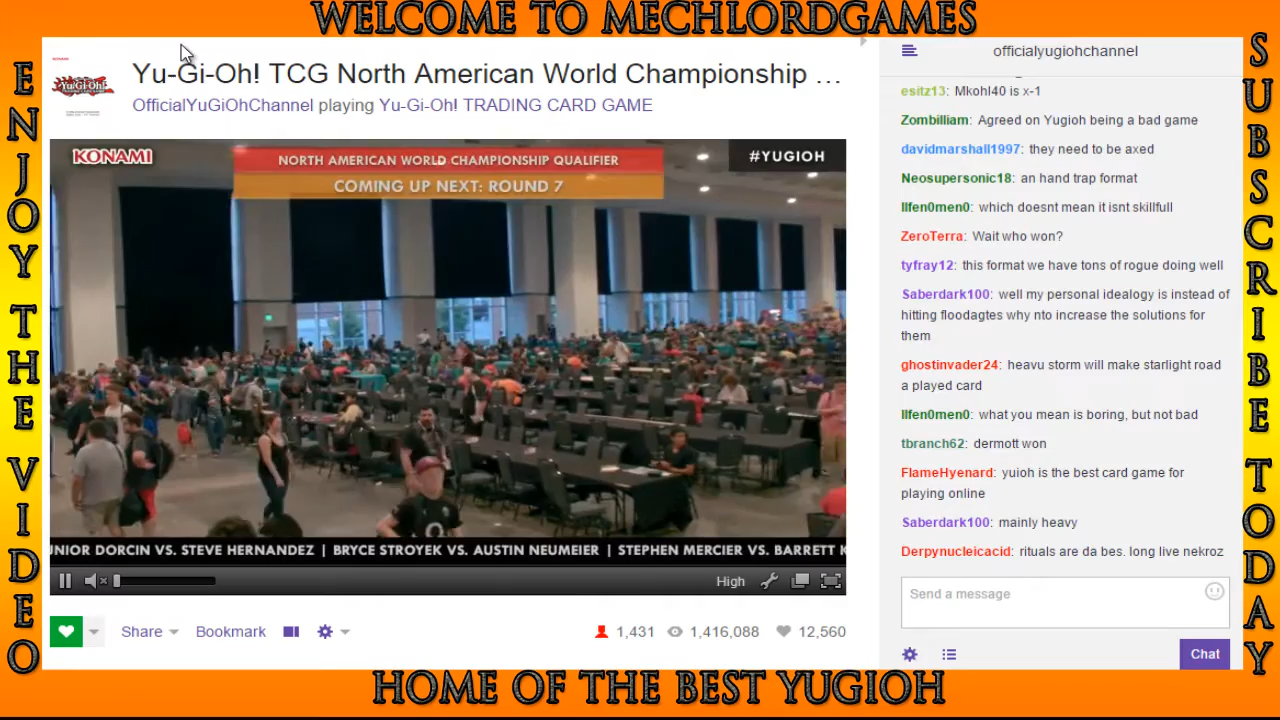 WELCOME TO MECHLORDGAMES
ENJOY THE VIDEO
Yu-Gi-Oh!
Yu-Gi-Oh! TCG North American World Championship ...
OfficialYuGiOhChannel playing Yu-Gi-Oh! TRADING CARD GAME
KONAMI
NORTH AMERICAN WORLD CHAMPIONSHIP QUALIFIER
COMING UP NEXT: ROUND 7
#YUGIOH
UNIOR DORCIN VS. STEVE HERNANDEZ | BRYCE STROYEK VS. AUSTIN NEUMEIER | STEPHEN MERCIER VS. BARRETT K
High
Share
Bookmark
1,431
1,416,088
12,560
officialyugiohchannel
esitz13: Mkohl40 is x-1
Zombilliam: Agreed on Yugioh being a bad game
davidmarshall1997: they need to be axed
Neosupersonic18: an hand trap format
llfen0men0: which doesnt mean it isnt skillfull
ZeroTerra: Wait who won?
tyfray12: this format we have tons of rogue doing well
Saberdark100: well my personal idealogy is instead of
hitting floodagtes why nto increase the solutions for
them
ghostinvader24: heavu storm will make starlight road
a played card
llfen0men0: what you mean is boring, but not bad
tbranch62: dermott won
FlameHyenard: yuioh is the best card game for
playing online
Saberdark100: mainly heavy
Derpynucleicacid: rituals are da bes. long live nekroz
Send a message
Chat
SUBSCRIBE TODAY
HOME OF THE BEST YUGIOH